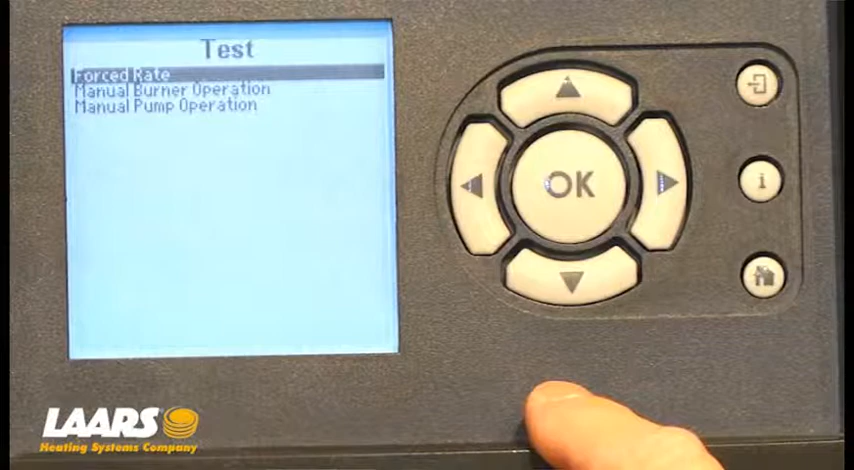 Test
Forced Rate
Manual Burner Operation
Manual Pump Operation
OK
i
LAARS
Heating Systems Company